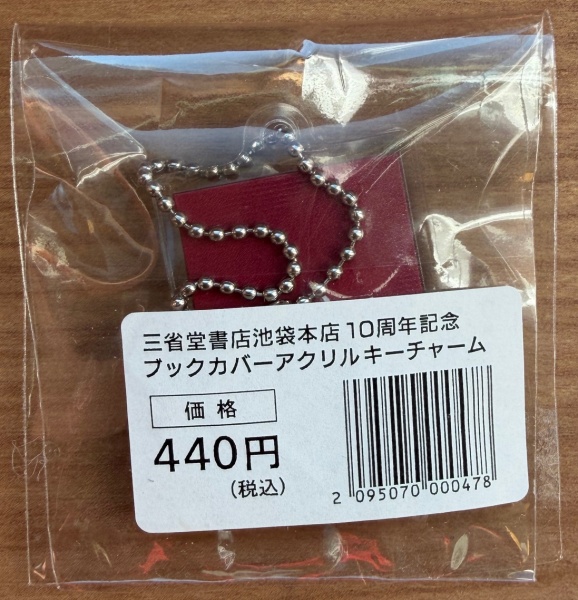 三省堂書店池袋本店10周年記念
ブックカバーアクリルキーチャーム
価格
440円
(税込)
2 095070 000478